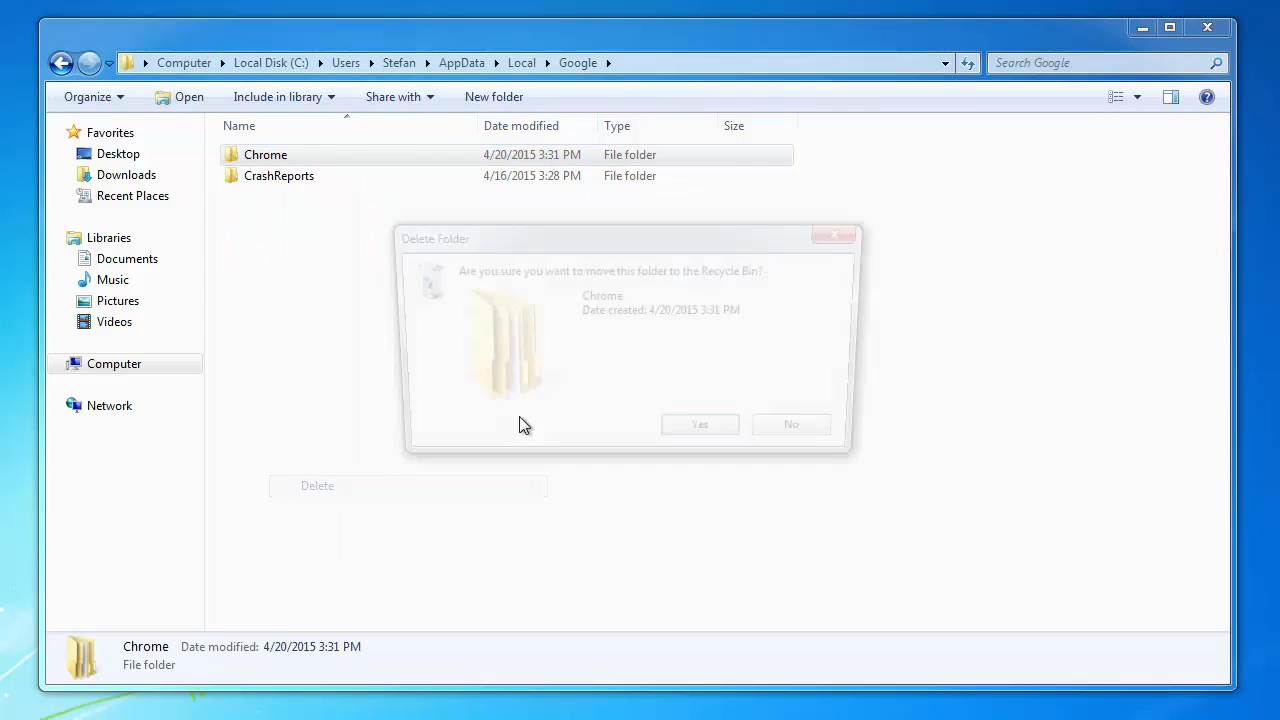 Computer Local Disk (C:) Users Stefan AppData Local Google Search Google
Organize Open Include in library Share with New folder
Name Date modified Type Size
Favorites
Desktop
Downloads
Recent Places
Libraries
Documents
Music
Pictures
Videos
Computer
Network
Chrome 4/20/2015 3:31 PM File folder
CrashReports 4/16/2015 3:28 PM File folder
Delete Folder
Are you sure you want to move this folder to the Recycle Bin?
Chrome
Date created: 4/20/2015 3:31 PM
Yes No
Delete
Chrome Date modified: 4/20/2015 3:31 PM
File folder